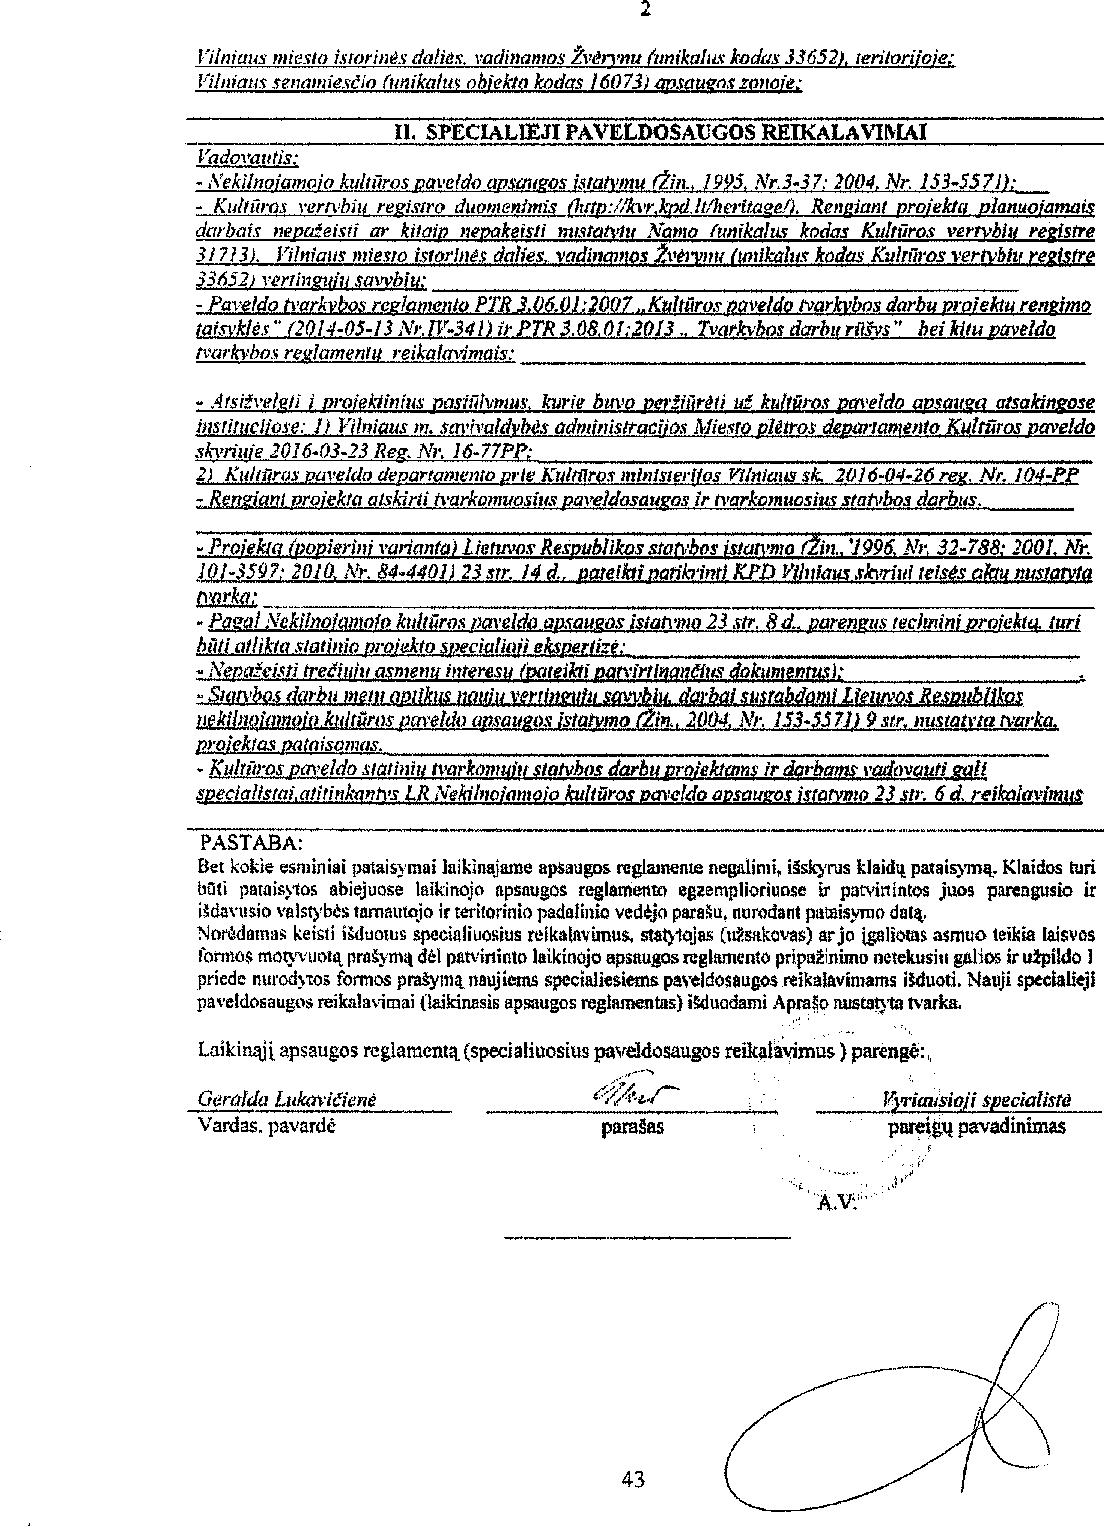 2
Vilniaus miesto istorinės dalies, vadinamos Žvėrynu (unikalus kodas 33652), teritorijoje;
Vilniaus senamiesčio (unikalus objekto kodas 16073) apsaugos zonoje;
II. SPECIALIEJI PAVELDOSAUGOS REIKALAVIMAI
Vadovautis:
- Nekilnojamojo kultūros paveldo apsaugos įstatymu (Žin., 1995, Nr.3-37; 2004, Nr. 153-5571);
- Kultūros vertybių registro duomenimis (http://kvr.kpd.lt/heritage/). Rengiant projektą planuojamais
darbais nepažeisti ar kitaip nepakeisti nustatytų Namo (unikalus kodas Kultūros vertybių registre
31713), Vilniaus miesto istorinės dalies, vadinamos Žvėrynu (unikalus kodas Kultūros vertybių registre
33652) vertingųjų savybių;
- Paveldo tvarkybos reglamento PTR 3.06.01:2007 „Kultūros paveldo tvarkybos darbų projektų rengimo
taisyklės" (2014-05-13 Nr.ĮV-341) ir PTR 3.08.01:2013 „ Tvarkybos darbų rūšys" bei kitų paveldo
tvarkybos reglamentų reikalavimais;
- Atsižvelgti į projektinius pasiūlymus, kurie buvo peržiūrėti už kultūros paveldo apsaugą atsakingose
institucijose: 1) Vilniaus m. savivaldybės administracijos Miesto plėtros departamento Kultūros paveldo
skyriuje 2016-03-23 Reg. Nr. 16-77PP;
2) Kultūros paveldo departamento prie Kultūros ministerijos Vilniaus sk. 2016-04-26 reg. Nr. 104-PP
- Rengiant projektą atskirti tvarkomuosius paveldosaugos ir tvarkomuosius statybos darbus.
- Projektą (popierinį variantą) Lietuvos Respublikos statybos įstatymo (Žin., '1996, Nr. 32-788; 2001, Nr.
101-3597; 2010, Nr. 84-4401) 23 str. 14 d., pateikti patikrinti KPD Vilniaus skyriui teisės aktų nustatyta
tvarka;
- Pagal Nekilnojamojo kultūros paveldo apsaugos įstatymo 23 str. 8 d., parengus techninį projektą, turi
būti atlikta statinio projekto specialioji ekspertizė;
- Nepažeisti trečiųjų asmenų interesų (pateikti patvirtinančius dokumentus);
- Statybos darbų metu aptikus naujų vertingųjų savybių, darbai sustabdomi Lietuvos Respublikos
nekilnojamojo kultūros paveldo apsaugos įstatymo (Žin., 2004, Nr. 153-5571) 9 str. nustatyta tvarka,
projektas pataisomas.
- Kultūros paveldo statinių tvarkomųjų statybos darbų projektams ir darbams vadovauti gali
specialistai,atitinkantys LR Nekilnojamojo kultūros paveldo apsaugos įstatymo 23 str. 6 d. reikalavimus
PASTABA:
Bet kokie esminiai pataisymai laikinajame apsaugos reglamente negalimi, išskyrus klaidų pataisymą. Klaidos turi
būti pataisytos abiejuose laikinojo apsaugos reglamento egzemplioriuose ir patvirtintos juos parengusio ir
išdavusio valstybės tarnautojo ir teritorinio padalinio vedėjo parašu, nurodant pataisymo datą.
Norėdamas keisti išduotus specialiuosius reikalavimus, statytojas (užsakovas) ar jo įgaliotas asmuo teikia laisvos
formos motyvuotą prašymą dėl patvirtinto laikinojo apsaugos reglamento pripažinimo netekusiu galios ir užpildo 1
priede nurodytos formos prašymą naujiems specialiesiems paveldosaugos reikalavimams išduoti. Nauji specialieji
paveldosaugos reikalavimai (laikinasis apsaugos reglamentas) išduodami Aprašo nustatyta tvarka.
Laikinąjį apsaugos reglamentą (specialiuosius paveldosaugos reikalavimus ) parengė:
Geralda Lukavičienė Vyriausioji specialistė
Vardas, pavardė parašas pareigų pavadinimas
A.V.
43